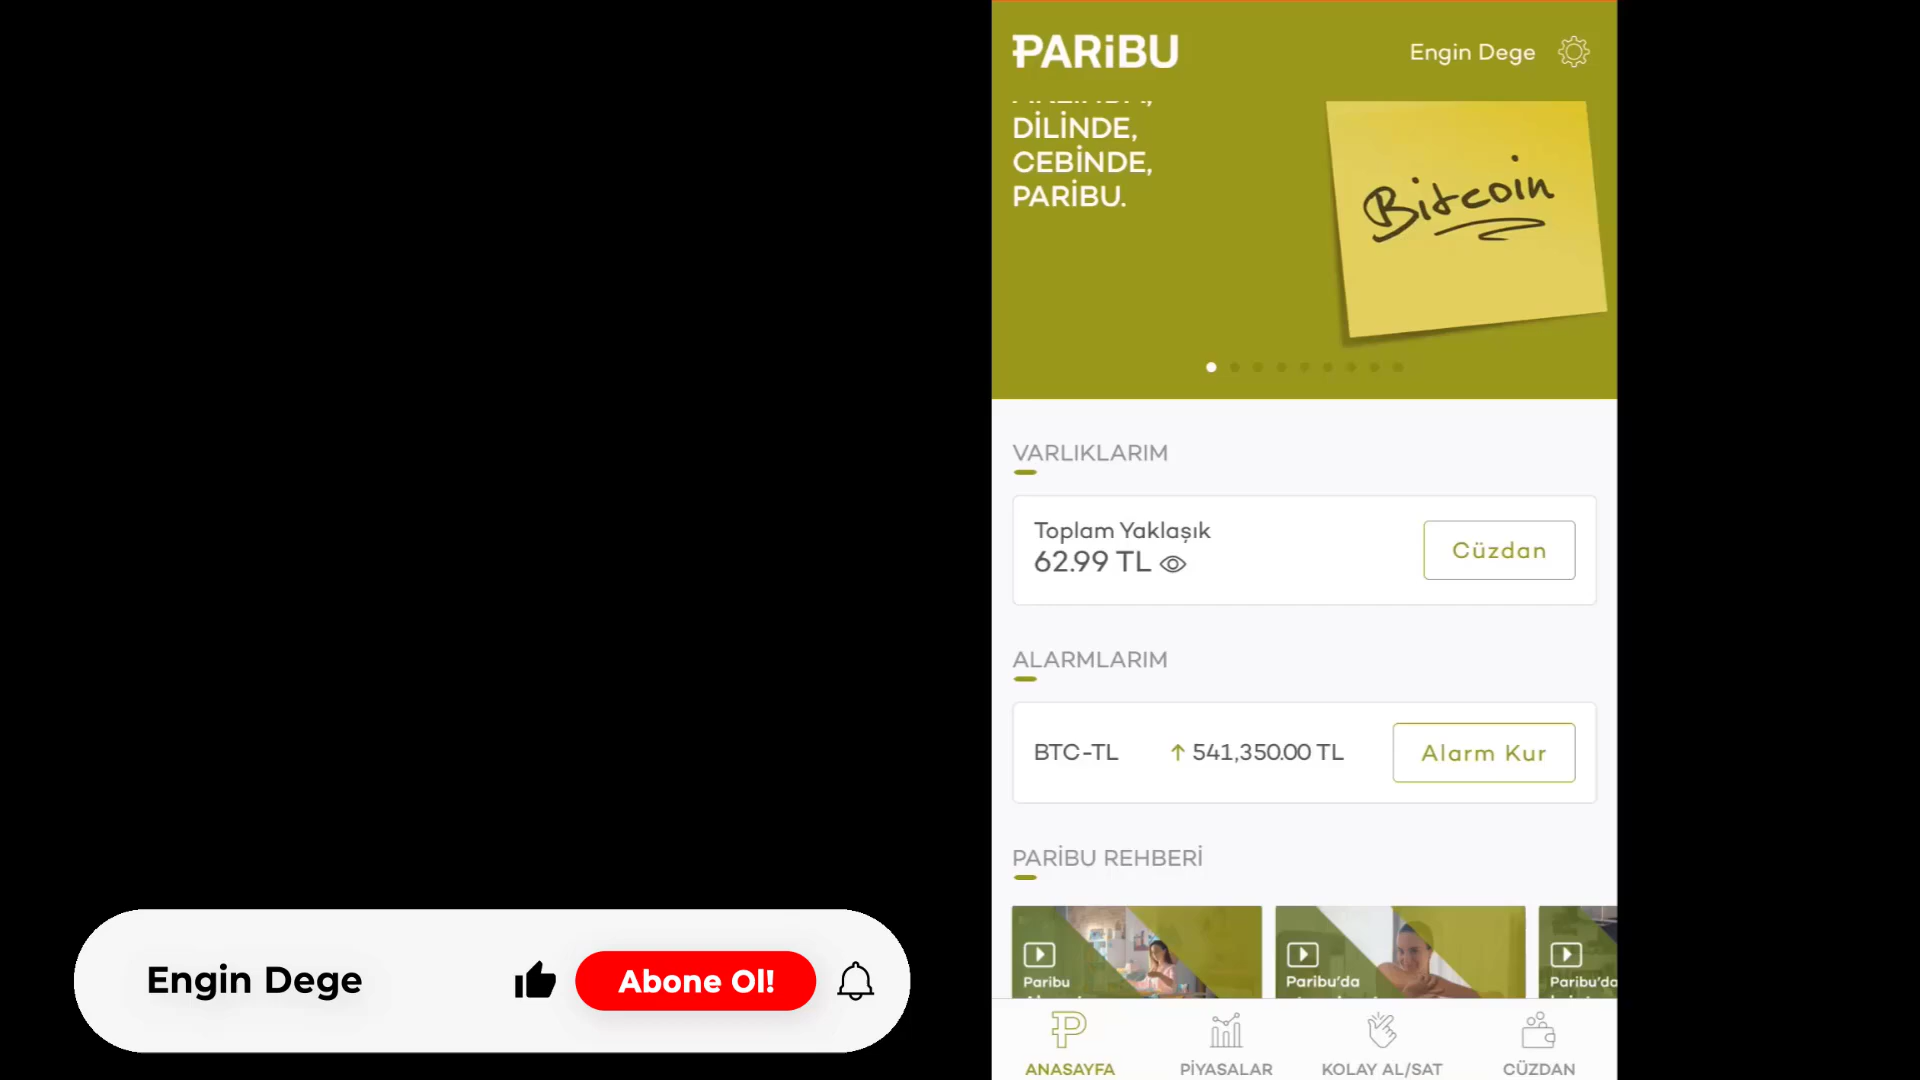 PARiBU
Engin Dege
DİLİNDE,
CEBİNDE,
PARİBU.
Bitcoin
VARLIKLARIM
Toplam Yaklaşık
62.99 TL
Cüzdan
ALARMLARIM
BTC-TL
↑ 541,350.00 TL
Alarm Kur
PARİBU REHBERİ
Paribu
Paribu'da
Paribu'da
ANASAYFA
PİYASALAR
KOLAY AL/SAT
CÜZDAN
Engin Dege
Abone Ol!